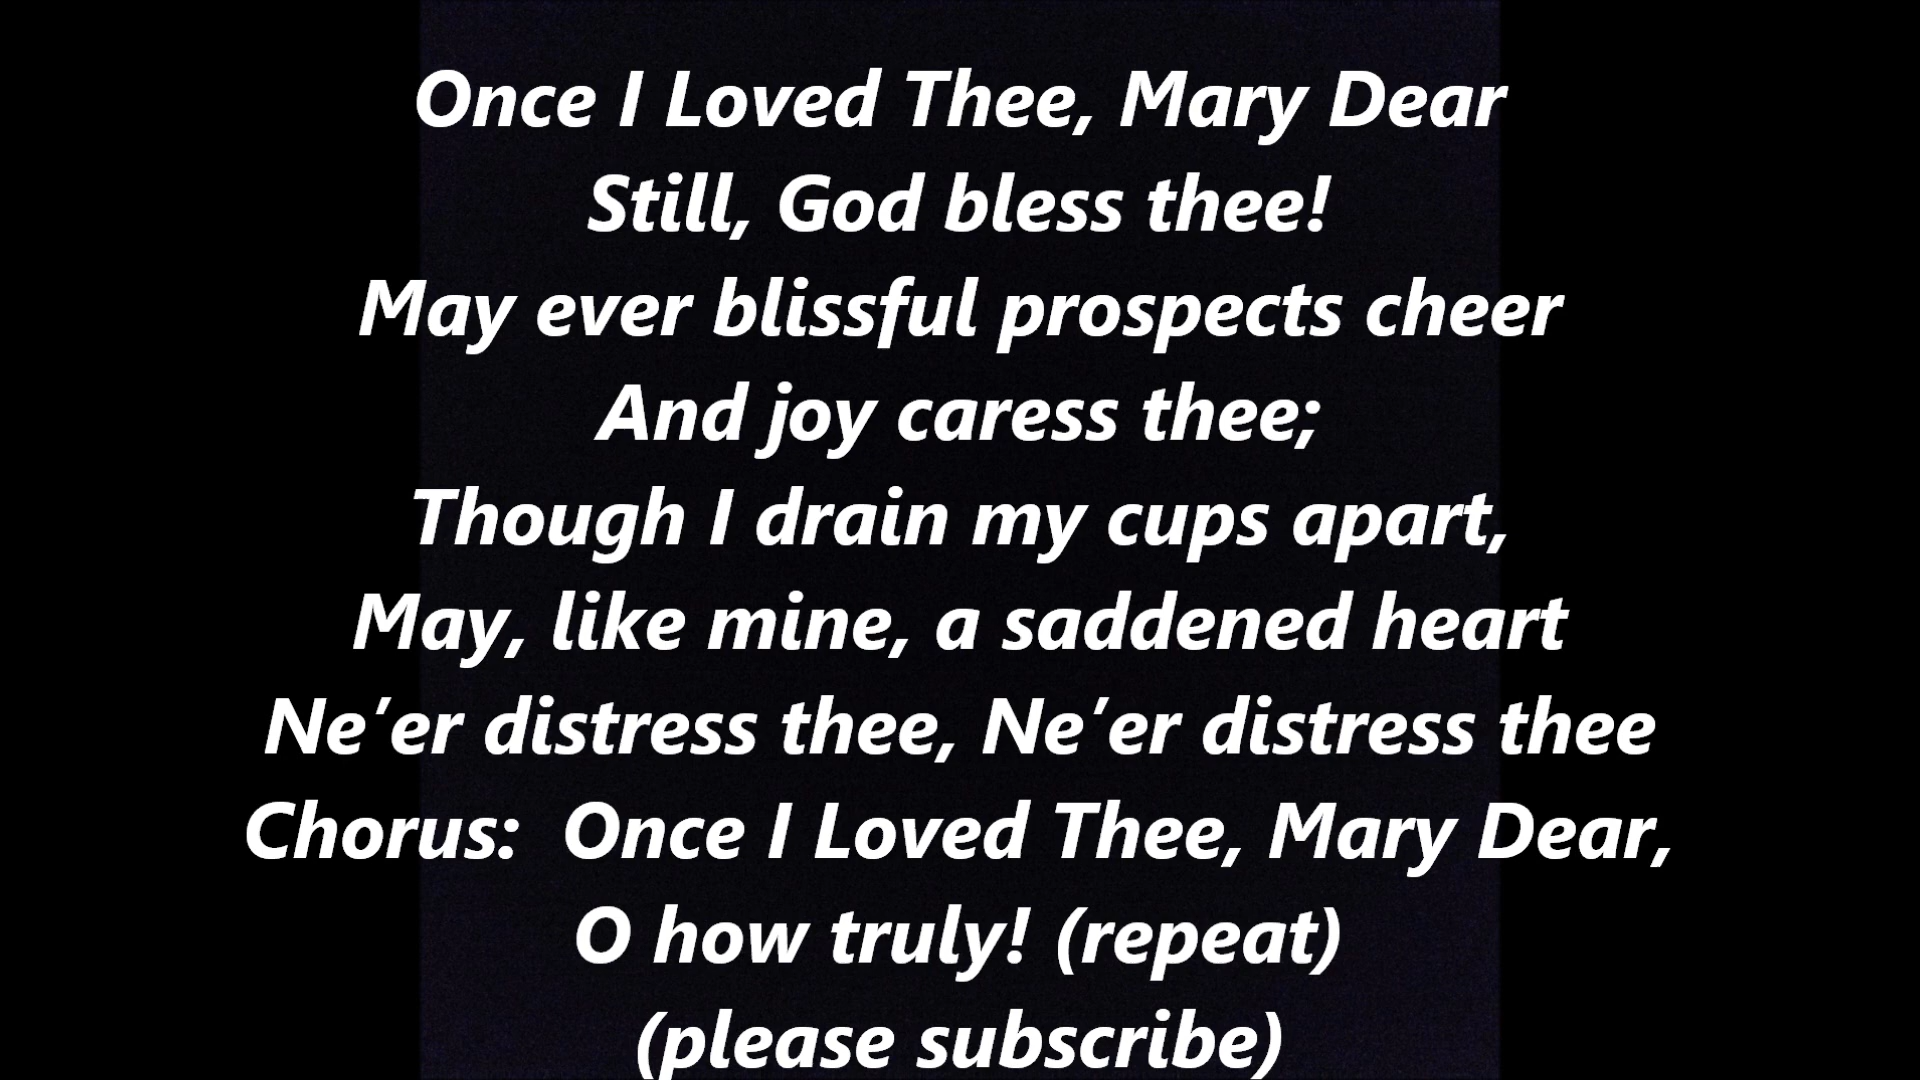 Once I Loved Thee, Mary Dear
Still, God bless thee!
May ever blissful prospects cheer
And joy caress thee;
Though I drain my cups apart,
May, like mine, a saddened heart
Ne’er distress thee, Ne’er distress thee
Chorus:  Once I Loved Thee, Mary Dear,
O how truly! (repeat)
(please subscribe)